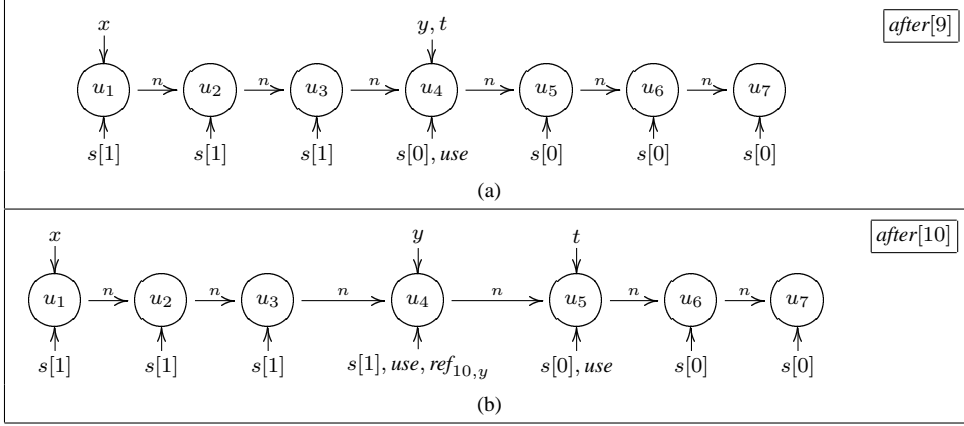 x y, t after[9]
u₁ n u₂ n u₃ n u₄ n u₅ n u₆ n u₇
s[1] s[1] s[1] s[0], use s[0] s[0] s[0]
(a)
x y t after[10]
u₁ n u₂ n u₃ n u₄ n u₅ n u₆ n u₇
s[1] s[1] s[1] s[1], use, ref₁₀,y s[0], use s[0] s[0]
(b)